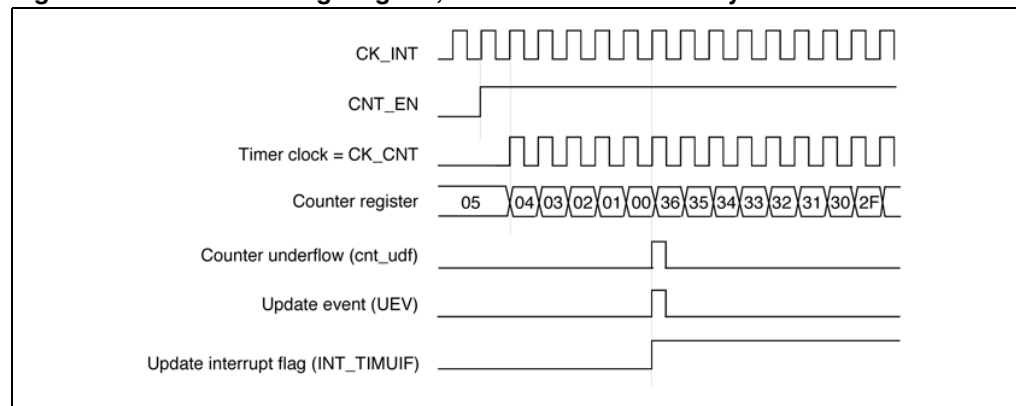 CK_INT
CNT_EN
Timer clock = CK_CNT
Counter register 05 04 03 02 01 00 36 35 34 33 32 31 30 2F
Counter underflow (cnt_udf)
Update event (UEV)
Update interrupt flag (INT_TIMUIF)